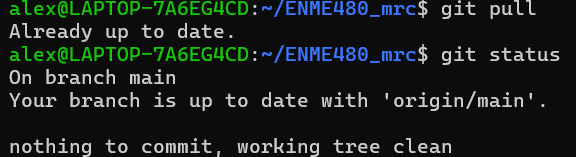 alex@LAPTOP-7A6EG4CD:~/ENME480_mrc$ git pull
Already up to date.
alex@LAPTOP-7A6EG4CD:~/ENME480_mrc$ git status
On branch main
Your branch is up to date with 'origin/main'.
nothing to commit, working tree clean